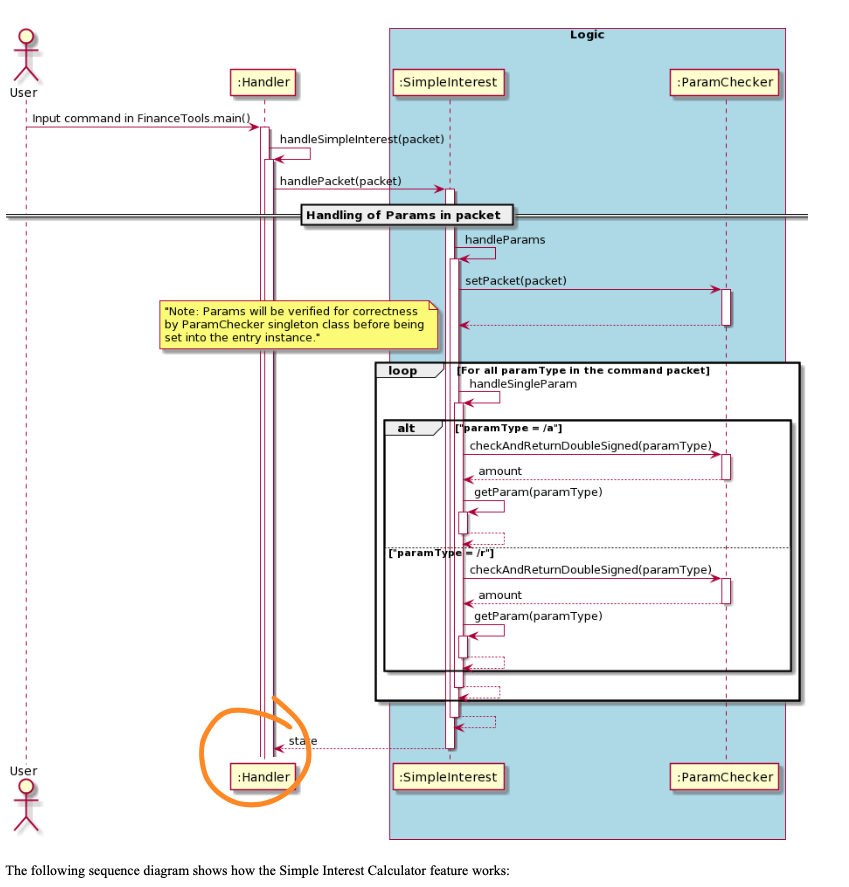 Logic
User
:Handler
:SimpleInterest
:ParamChecker
Input command in FinanceTools.main()
handleSimpleInterest(packet)
handlePacket(packet)
Handling of Params in packet
handleParams
setPacket(packet)
"Note: Params will be verified for correctness
by ParamChecker singleton class before being
set into the entry instance."
loop
[For all paramType in the command packet]
handleSingleParam
alt
["paramType = /a"]
checkAndReturnDoubleSigned(paramType)
amount
getParam(paramType)
["paramType = /r"]
checkAndReturnDoubleSigned(paramType)
amount
getParam(paramType)
state
User
:Handler
:SimpleInterest
:ParamChecker
The following sequence diagram shows how the Simple Interest Calculator feature works: